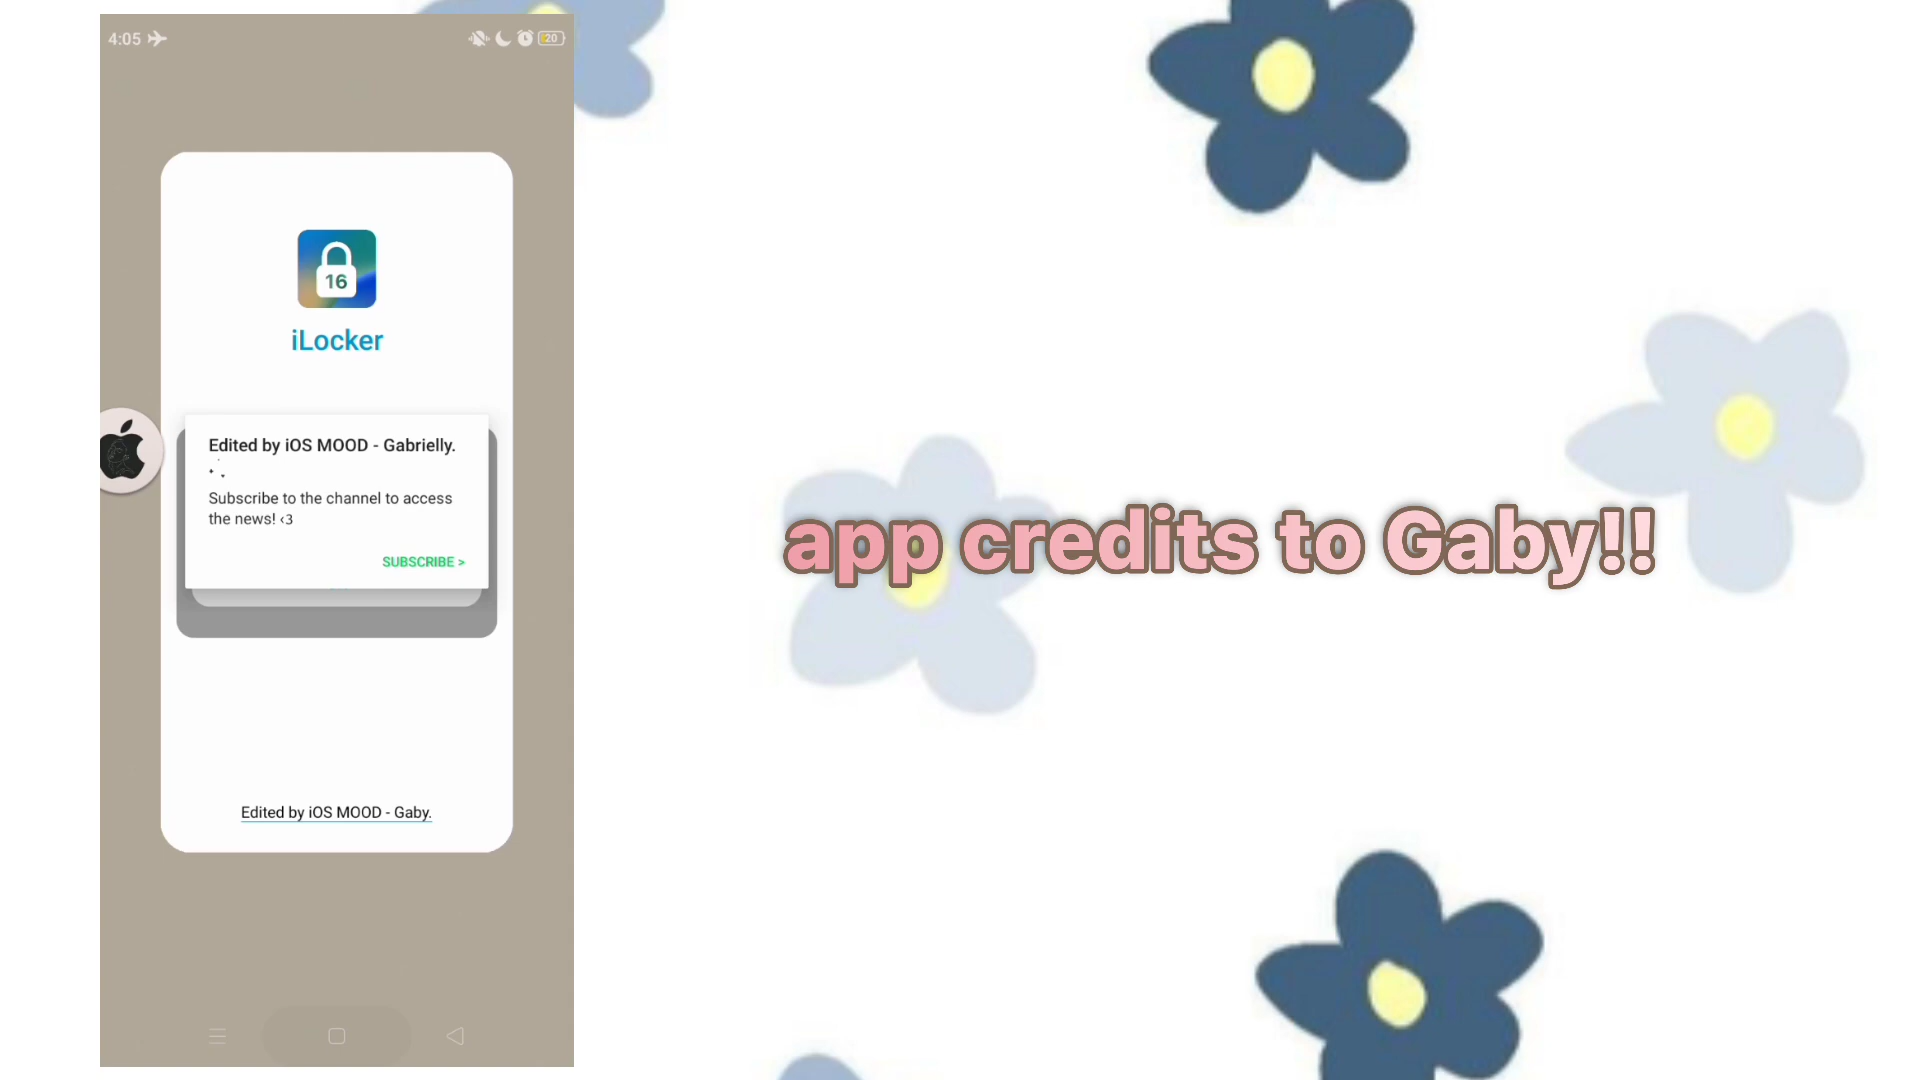 4:05
20
16
iLocker
Edited by iOS MOOD - Gabrielly.
Subscribe to the channel to access
the news! <3
SUBSCRIBE >
Edited by iOS MOOD - Gaby.
app credits to Gaby!!